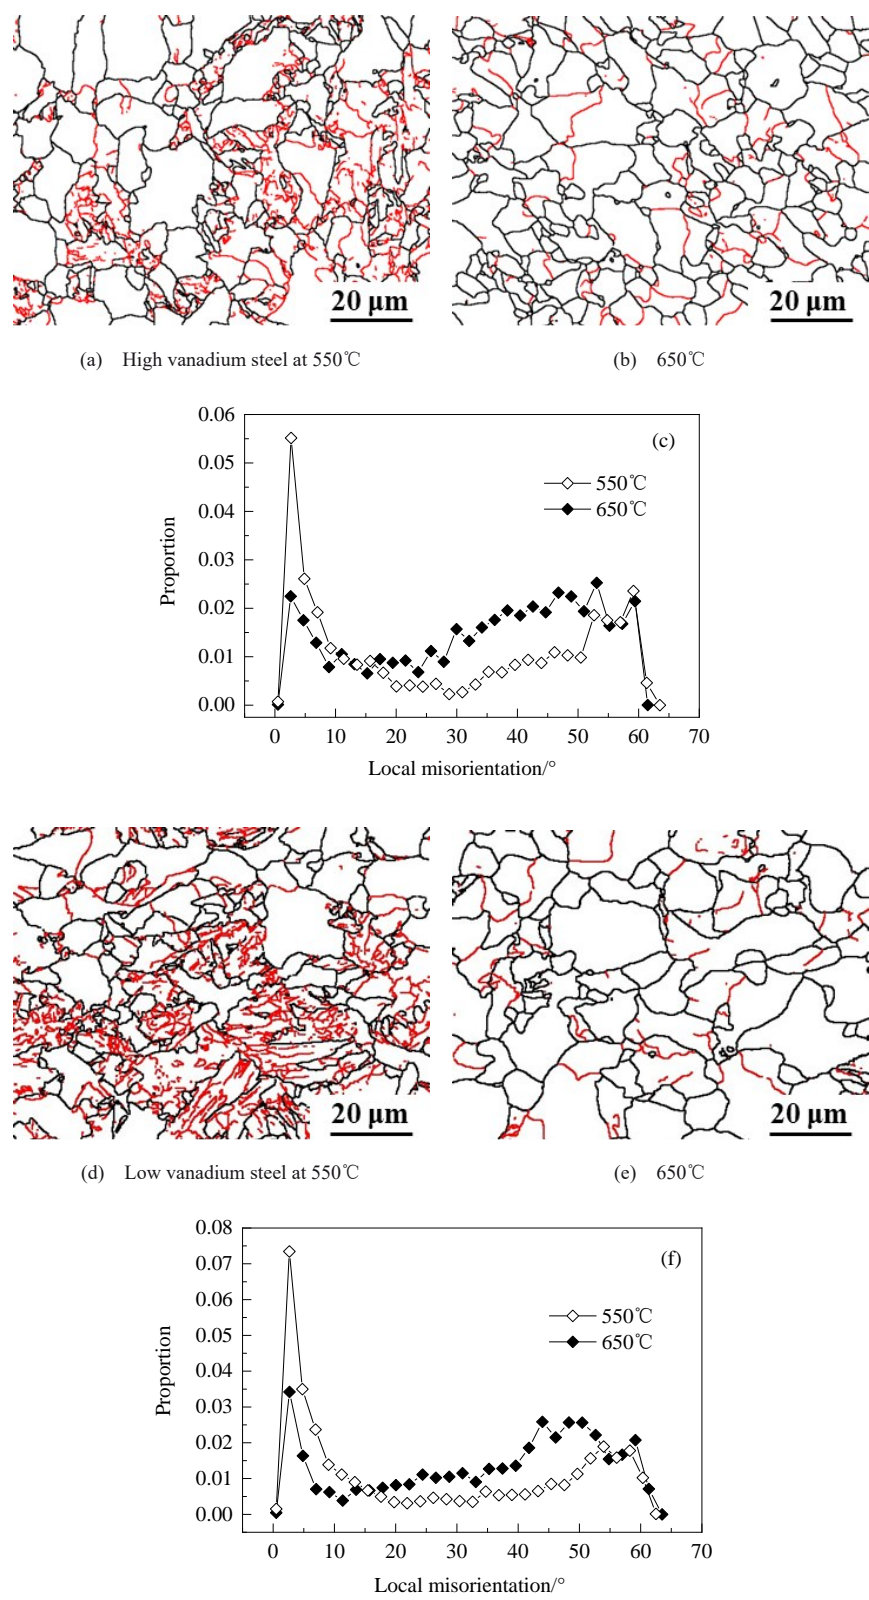 20 μm
20 μm
(a) High vanadium steel at 550℃
(b) 650℃
0.06
0.05
0.04
0.03
0.02
0.01
0.00
Proportion
(c)
550℃
650℃
0 10 20 30 40 50 60 70
Local misorientation/°
20 μm
20 μm
(d) Low vanadium steel at 550℃
(e) 650℃
0.08
0.07
0.06
0.05
0.04
0.03
0.02
0.01
0.00
Proportion
(f)
550℃
650℃
0 10 20 30 40 50 60 70
Local misorientation/°